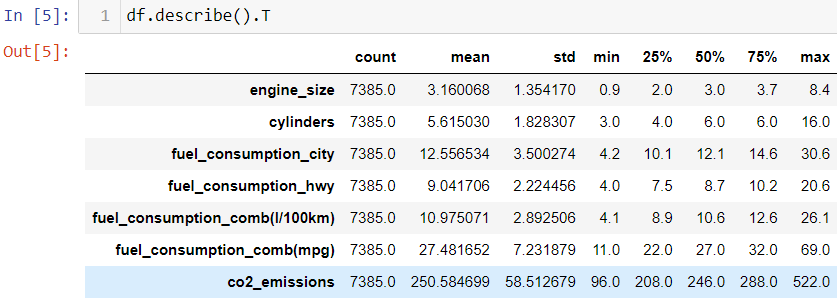 In [5]: 1 df.describe().T
Out[5]:
count mean std min 25% 50% 75% max
engine_size 7385.0 3.160068 1.354170 0.9 2.0 3.0 3.7 8.4
cylinders 7385.0 5.615030 1.828307 3.0 4.0 6.0 6.0 16.0
fuel_consumption_city 7385.0 12.556534 3.500274 4.2 10.1 12.1 14.6 30.6
fuel_consumption_hwy 7385.0 9.041706 2.224456 4.0 7.5 8.7 10.2 20.6
fuel_consumption_comb(l/100km) 7385.0 10.975071 2.892506 4.1 8.9 10.6 12.6 26.1
fuel_consumption_comb(mpg) 7385.0 27.481652 7.231879 11.0 22.0 27.0 32.0 69.0
co2_emissions 7385.0 250.584699 58.512679 96.0 208.0 246.0 288.0 522.0